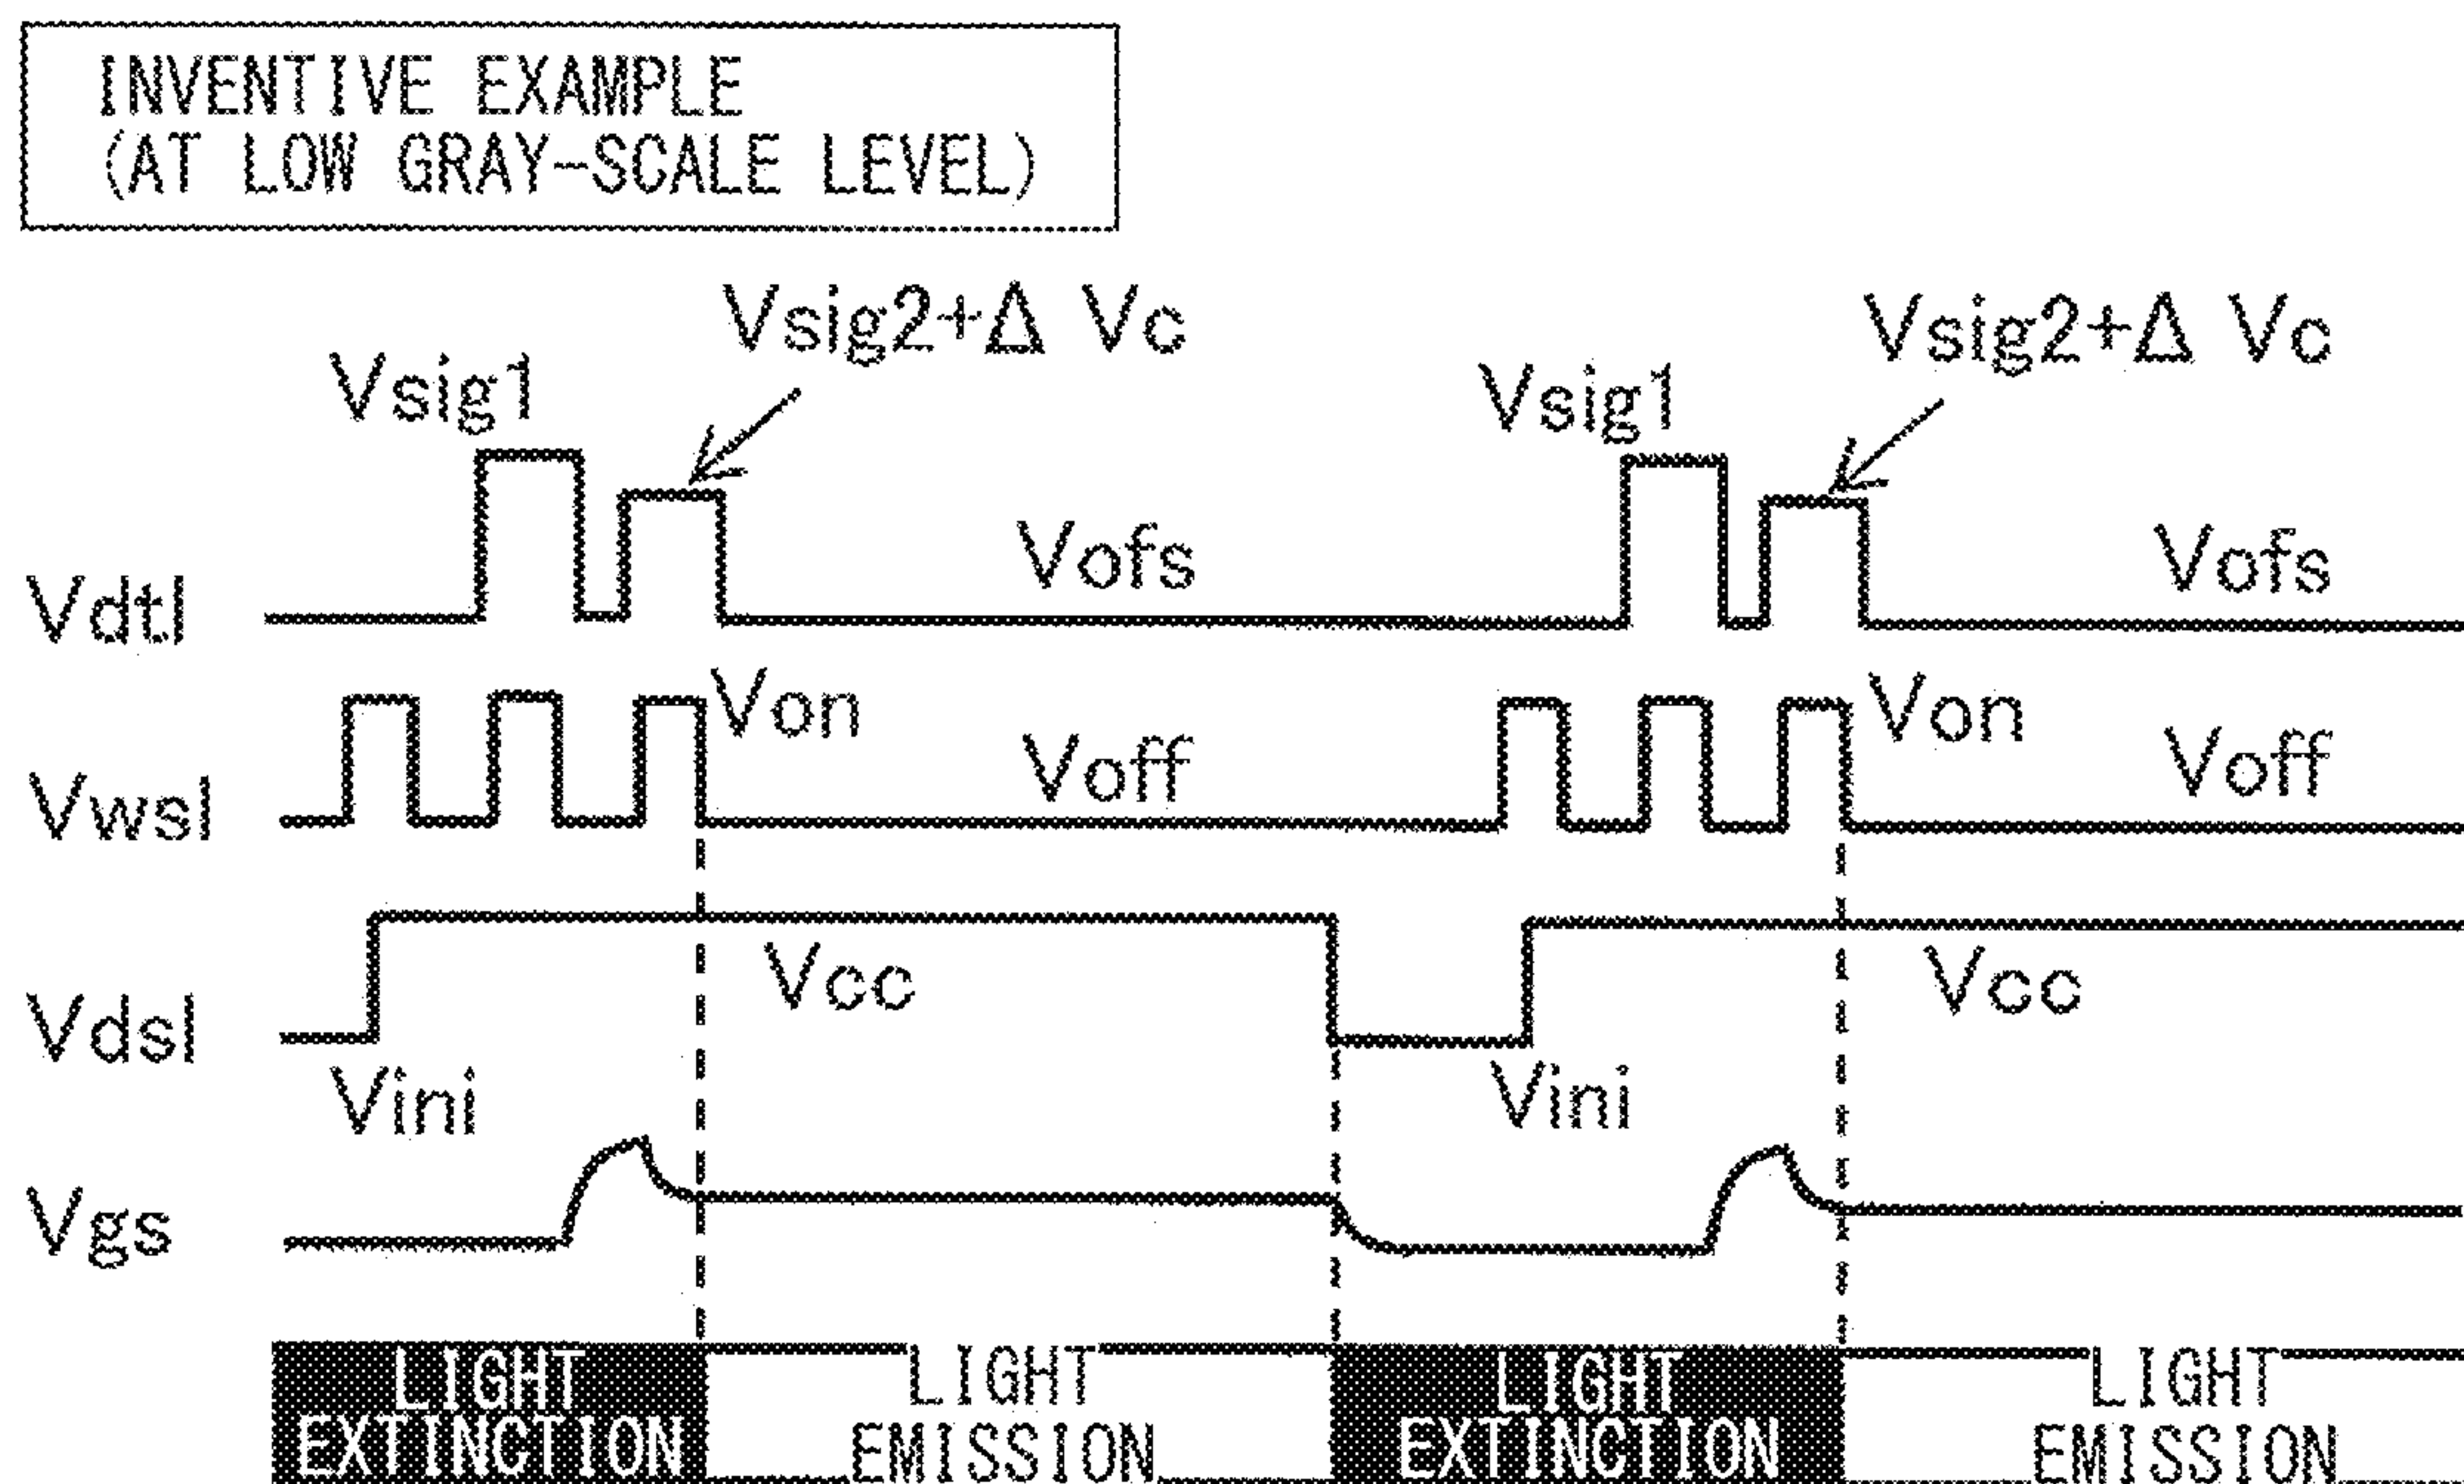 INVENTIVE EXAMPLE
(AT LOW GRAY-SCALE LEVEL)
Vsig2+Δ Vc
Vsig2+Δ Vc
Vsig1
Vsig1
Vofs
Vofs
Vdtl
Von
Von
Voff
Voff
Vwsl
Vcc
Vcc
Vdsl
Vini
Vini
Vgs
LIGHT
EXTINCTION
LIGHT
EMISSION
LIGHT
EXTINCTION
LIGHT
EMISSION